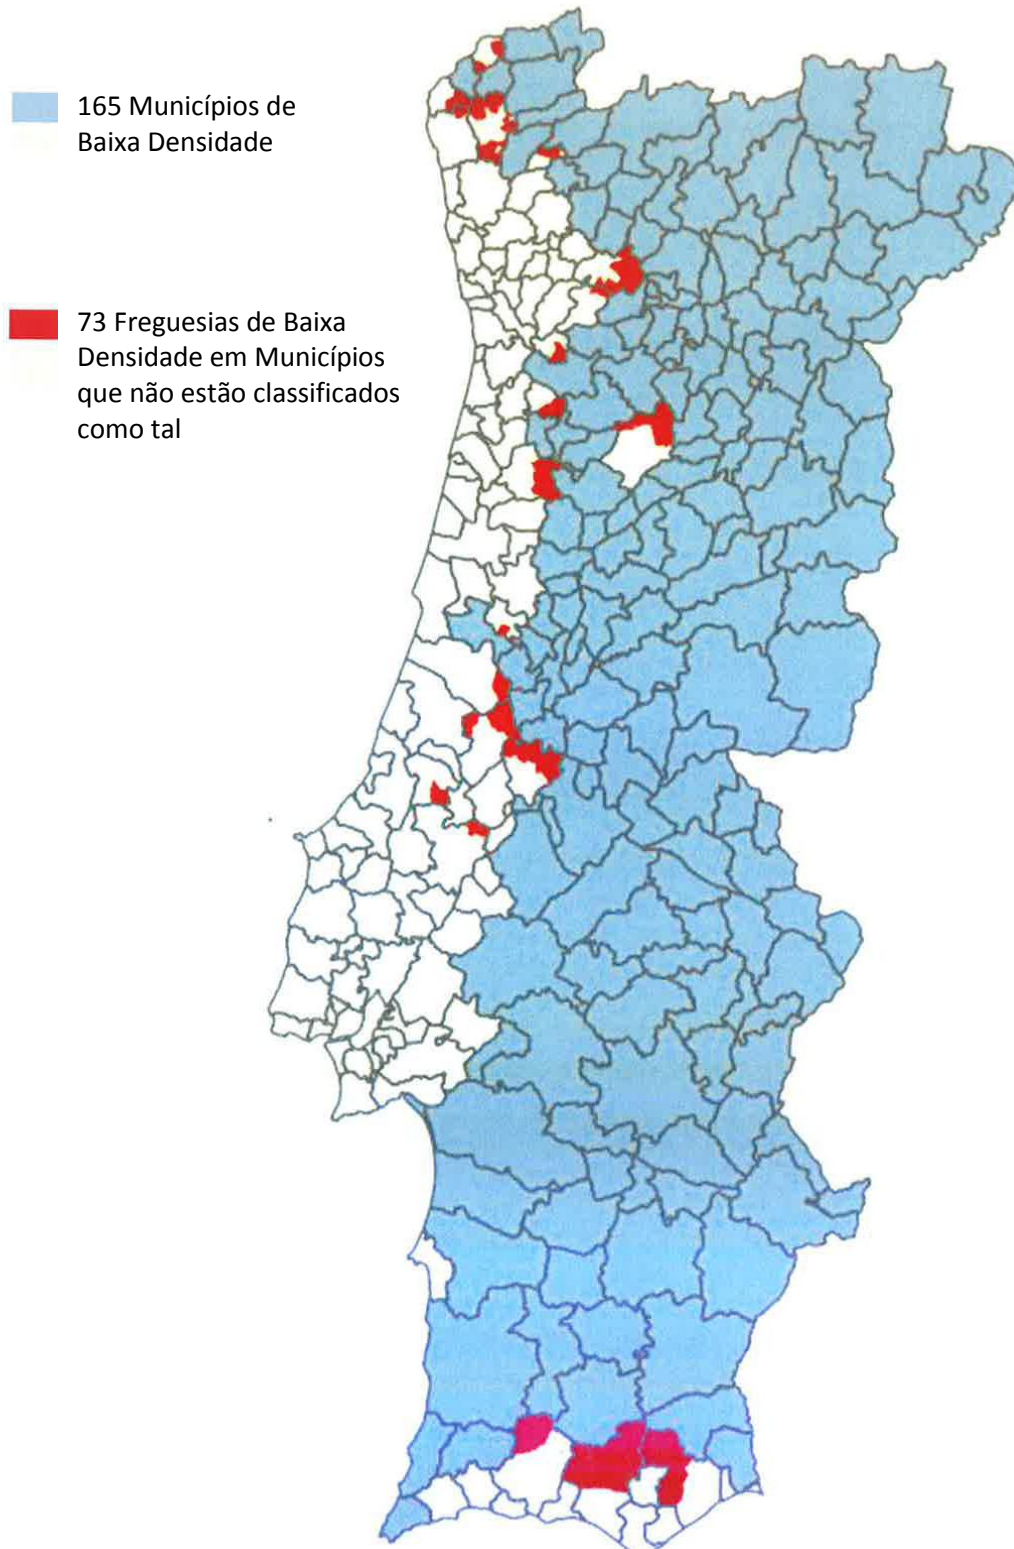 165 Municípios de
Baixa Densidade
73 Freguesias de Baixa
Densidade em Municípios
que não estão classificados
como tal